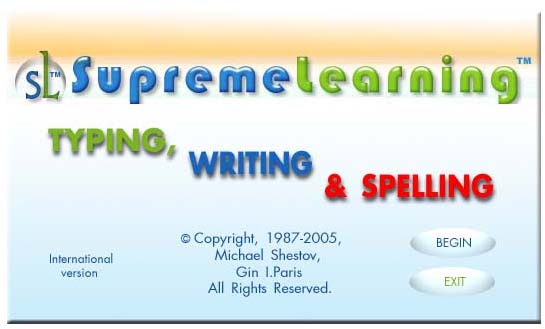 SL™ SupremeLearning™
TYPING,
WRITING
& SPELLING
© Copyright, 1987-2005,
Michael Shestov,
Gin I.Paris
All Rights Reserved.
International
version
BEGIN
EXIT